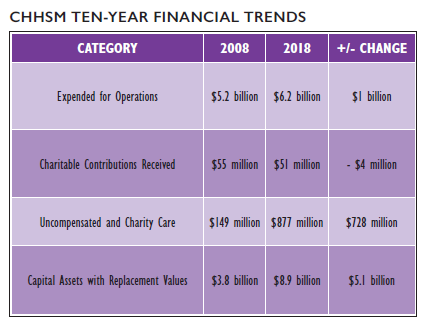 CHHSM TEN-YEAR FINANCIAL TRENDS
CATEGORY 2008 2018 +/- CHANGE
Expended for Operations $5.2 billion $6.2 billion $1 billion
Charitable Contributions Received $55 million $51 million - $4 million
Uncompensated and Charity Care $149 million $877 million $728 million
Capital Assets with Replacement Values $3.8 billion $8.9 billion $5.1 billion